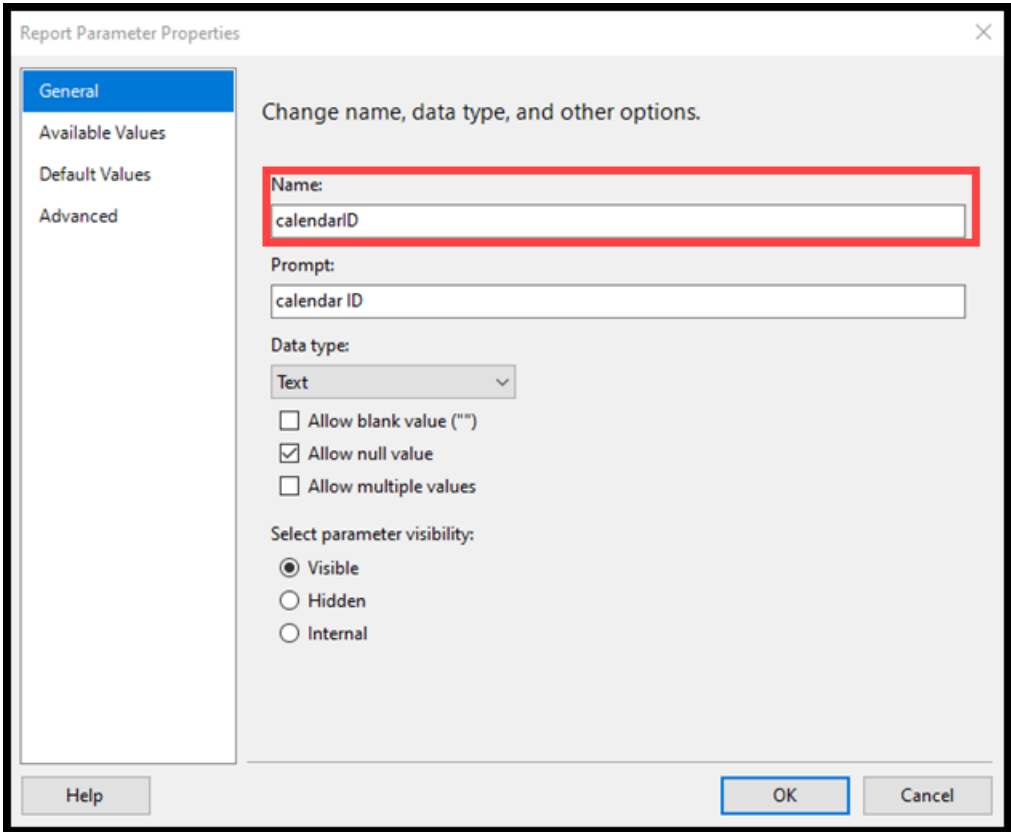 Report Parameter Properties
General
Available Values
Default Values
Advanced
Change name, data type, and other options.
Name:
calendarID
Prompt:
calendar ID
Data type:
Text
Allow blank value ("")
Allow null value
Allow multiple values
Select parameter visibility:
Visible
Hidden
Internal
Help
OK
Cancel